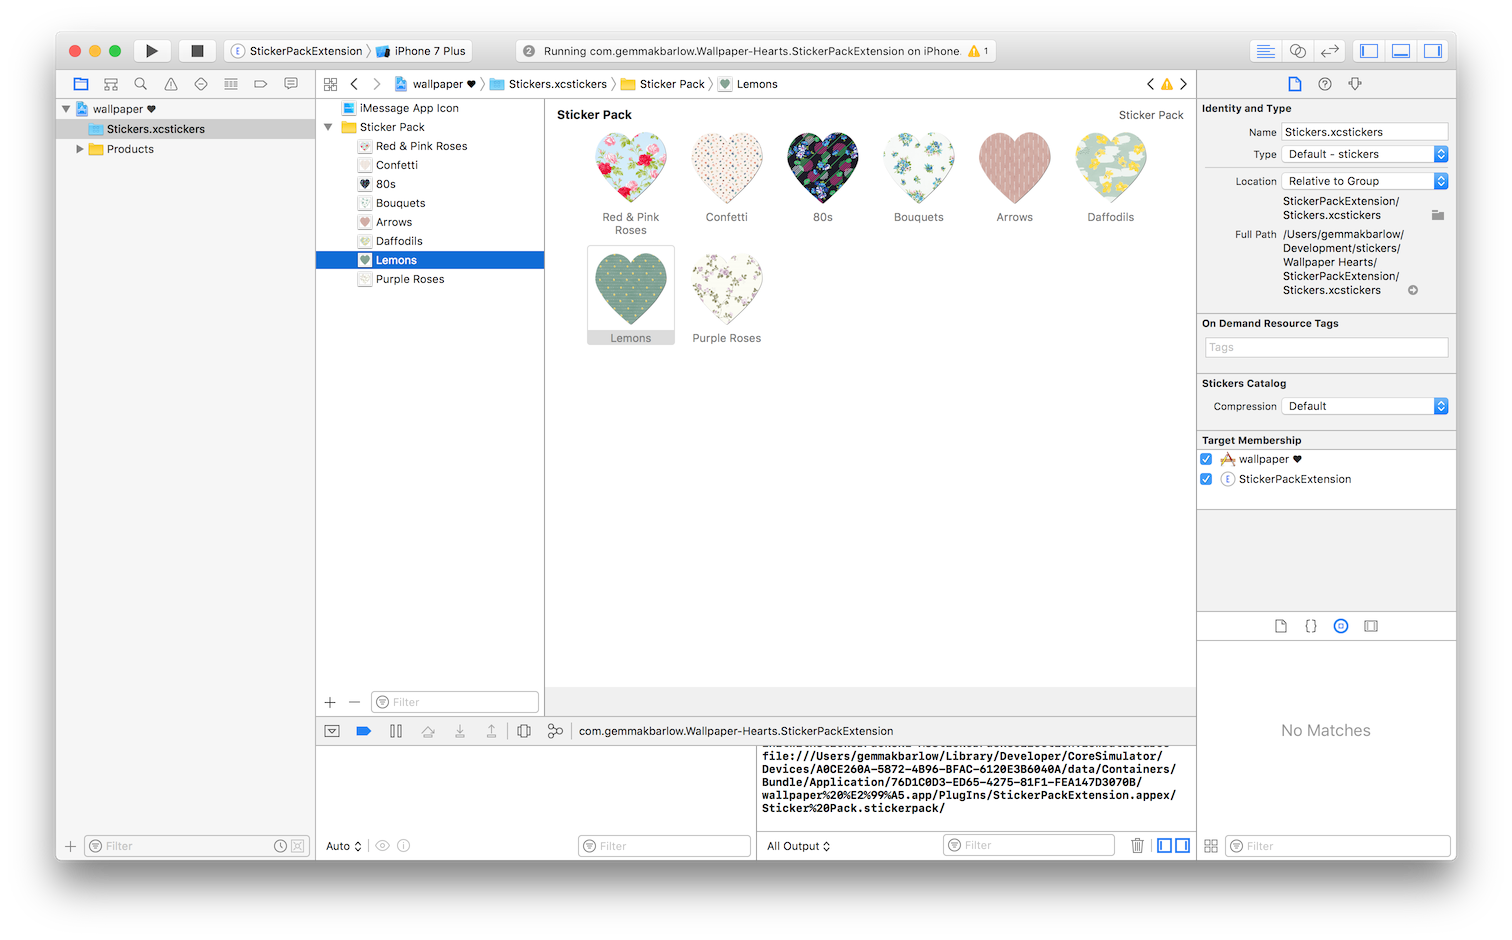 StickerPackExtension
iPhone 7 Plus
2 Running com.gemmakbarlow.Wallpaper-Hearts.StickerPackExtension on iPhone.
1
wallpaper ♥
Stickers.xcstickers
Sticker Pack
Lemons
wallpaper ♥
Stickers.xcstickers
Products
iMessage App Icon
Sticker Pack
Red & Pink Roses
Confetti
80s
Bouquets
Arrows
Daffodils
Lemons
Purple Roses
Filter
Sticker Pack
Sticker Pack
Red & Pink
Roses
Confetti
80s
Bouquets
Arrows
Daffodils
Lemons
Purple Roses
Identity and Type
Name Stickers.xcstickers
Type Default - stickers
Location Relative to Group
StickerPackExtension/
Stickers.xcstickers
Full Path /Users/gemmakbarlow/
Development/stickers/
Wallpaper Hearts/
StickerPackExtension/
Stickers.xcstickers
On Demand Resource Tags
Tags
Stickers Catalog
Compression Default
Target Membership
wallpaper ♥
E StickerPackExtension
No Matches
Filter
com.gemmakbarlow.Wallpaper-Hearts.StickerPackExtension
file:///Users/gemmakbarlow/Library/Developer/CoreSimulator/
Devices/A0CE260A-5872-4B96-BFAC-6120E3B6040A/data/Containers/
Bundle/Application/76D1C0D3-ED65-4275-81F1-FEA147D3070B/
wallpaper%20%E2%99%A5.app/PlugIns/StickerPackExtension.appex/
Sticker%20Pack.stickerpack/
Filter
Auto
Filter
All Output
Filter